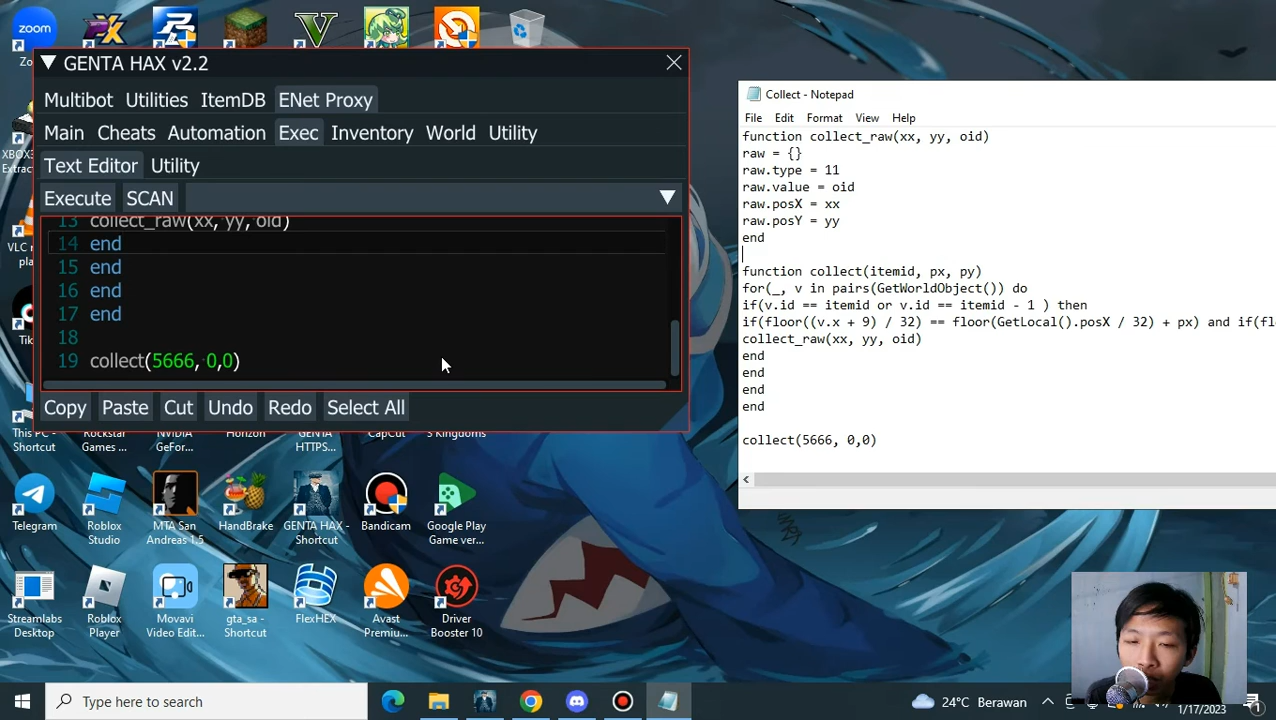 zoom
Zo
GENTA HAX v2.2
Multibot Utilities ItemDB ENet Proxy
Main Cheats Automation Exec Inventory World Utility
Text Editor Utility
Execute SCAN
13 collect_raw(xx, yy, oid)
14 end
15 end
16 end
17 end
18
19 collect(5666, 0,0)
Copy Paste Cut Undo Redo Select All
Collect - Notepad
File Edit Format View Help
function collect_raw(xx, yy, oid)
raw = {}
raw.type = 11
raw.value = oid
raw.posX = xx
raw.posY = yy
end
function collect(itemid, px, py)
for(_, v in pairs(GetWorldObject()) do
if(v.id == itemid or v.id == itemid - 1 ) then
if(floor((v.x + 9) / 32) == floor(GetLocal().posX / 32) + px) and if(fl
collect_raw(xx, yy, oid)
end
end
end
end
collect(5666, 0,0)
XBOX
Extract
VLC
pla
Tik
This PC -
Shortcut
Rockstar
Games ...
NVIDIA
GeFor...
Horizon
GENTA
HTTPS...
CapCut
S Kingdoms
Telegram
Roblox
Studio
MTA San
Andreas 1.5
HandBrake
GENTA HAX -
Shortcut
Bandicam
Google Play
Game ver...
Streamlabs
Desktop
Roblox
Player
Movavi
Video Edit...
gta_sa -
Shortcut
FlexHEX
Avast
Premiu...
Driver
Booster 10
Type here to search
24°C Berawan
1/17/2023